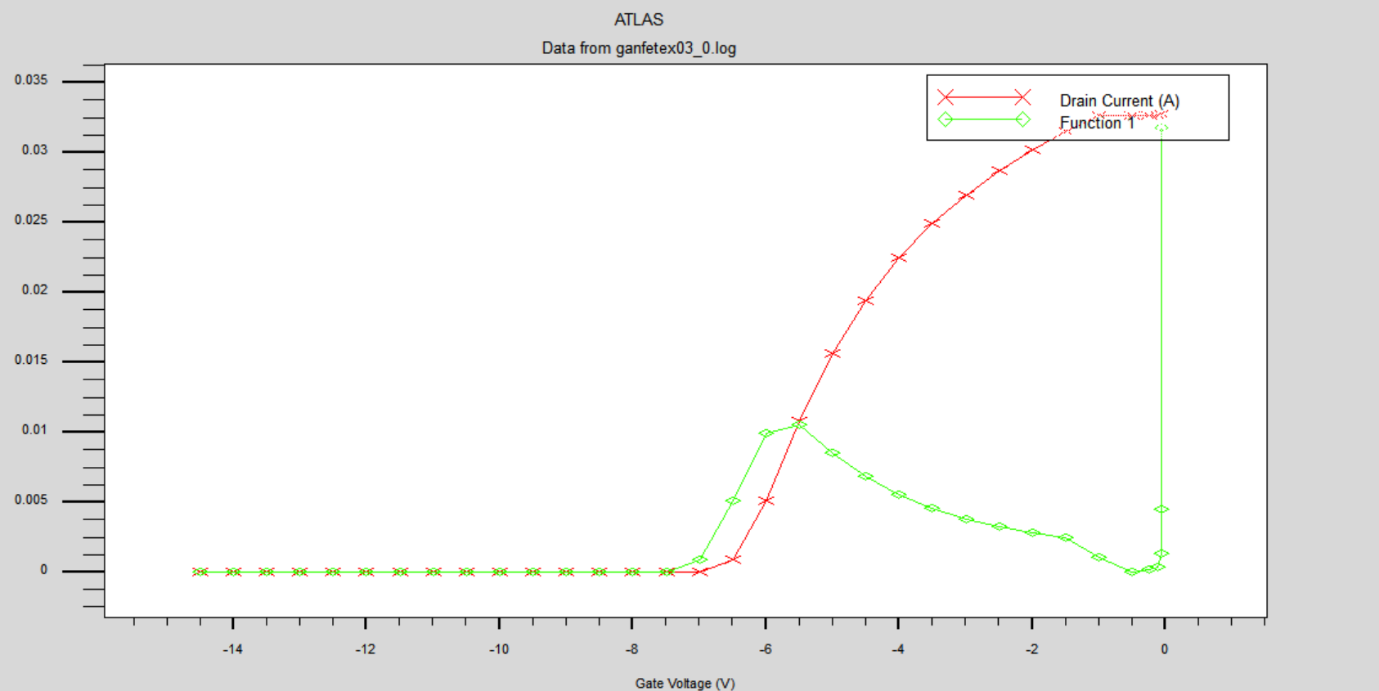 ATLAS
Data from ganfetex03_0.log
Drain Current (A)
Function 1
0.035
0.03
0.025
0.02
0.015
0.01
0.005
0
-14 -12 -10 -8 -6 -4 -2 0
Gate Voltage (V)